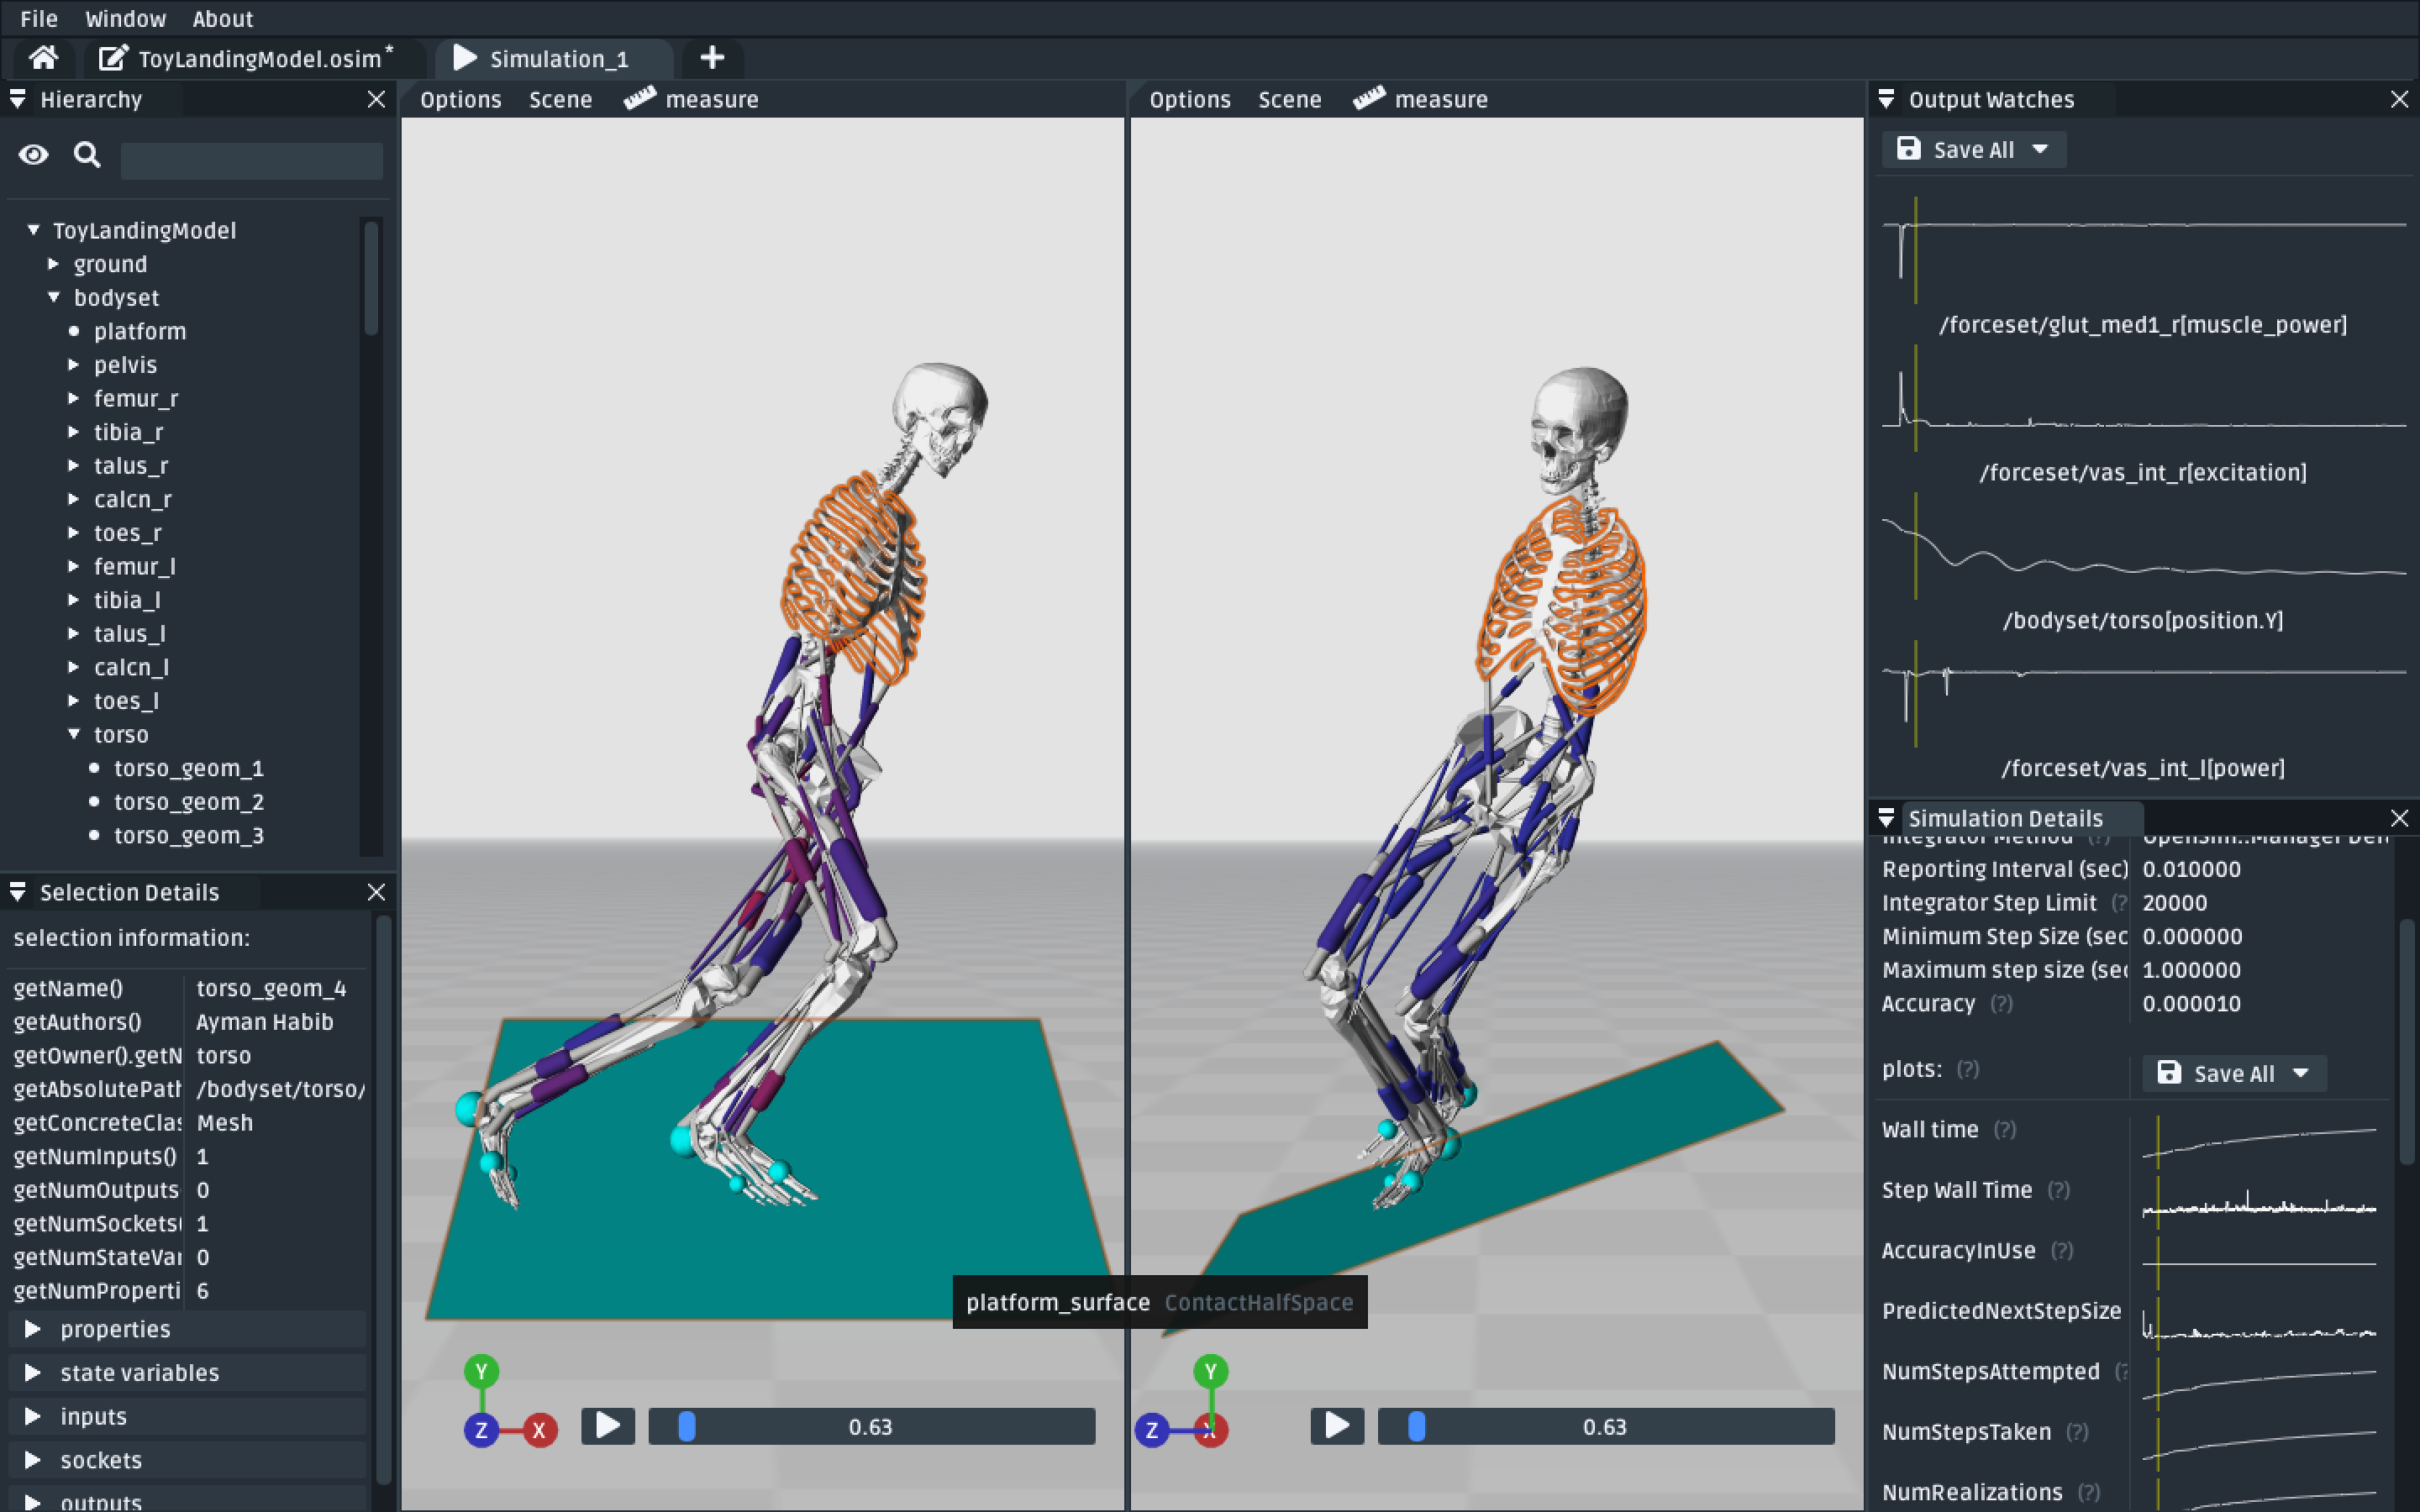 File Window About
ToyLandingModel.osim* Simulation_1
Hierarchy
ToyLandingModel
ground
bodyset
platform
pelvis
femur_r
tibia_r
talus_r
calcn_r
toes_r
femur_l
tibia_l
talus_l
calcn_l
toes_l
torso
torso_geom_1
torso_geom_2
torso_geom_3
Selection Details
selection information:
getName() torso_geom_4
getAuthors() Ayman Habib
getOwner().getN torso
getAbsolutePath /bodyset/torso/
getConcreteClas Mesh
getNumInputs() 1
getNumOutputs 0
getNumSockets( 1
getNumStateVar 0
getNumProperti 6
properties
state variables
inputs
sockets
outputs
Options Scene measure
Y
Z X
0.63
Options Scene measure
platform_surface ContactHalfSpace
Y
Z X
0.63
Output Watches
Save All
/forceset/glut_med1_r[muscle_power]
/forceset/vas_int_r[excitation]
/bodyset/torso[position.Y]
/forceset/vas_int_l[power]
Simulation Details
Integrator Method (?) OpenSim::Manager
Reporting Interval (sec) 0.010000
Integrator Step Limit (? 20000
Minimum Step Size (sec 0.000000
Maximum step size (sec 1.000000
Accuracy (?) 0.000010
plots: (?) Save All
Wall time (?)
Step Wall Time (?)
AccuracyInUse (?)
PredictedNextStepSize
NumStepsAttempted (?
NumStepsTaken (?)
NumRealizations (?)